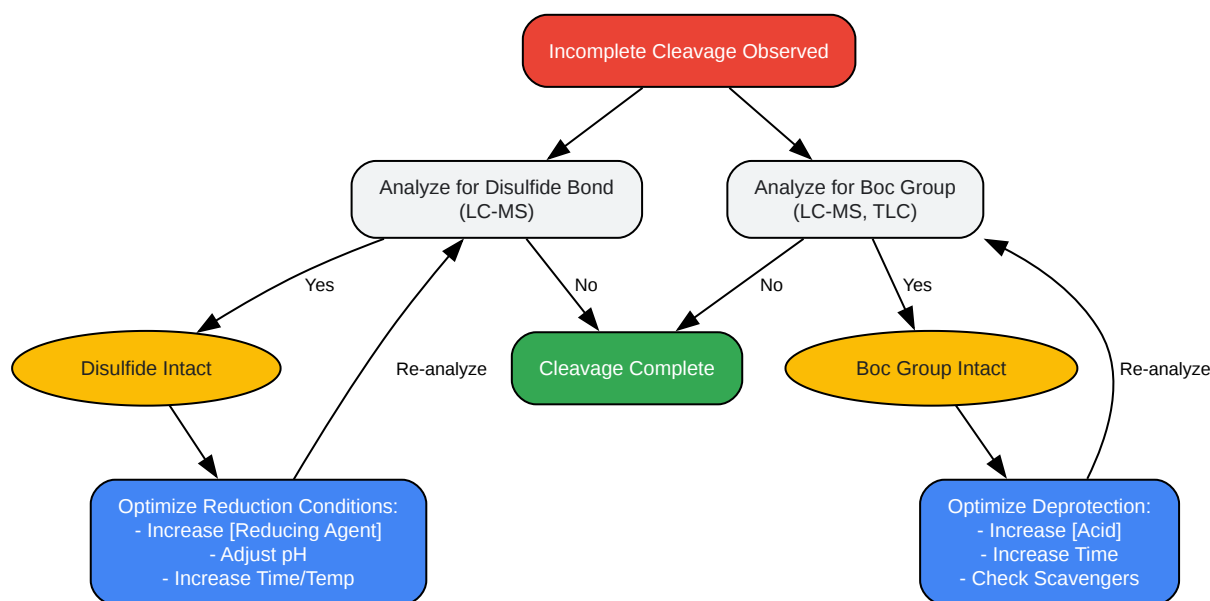 Incomplete Cleavage Observed
Analyze for Disulfide Bond
(LC-MS)
Analyze for Boc Group
(LC-MS, TLC)
Yes
No
No
Yes
Disulfide Intact
Re-analyze
Cleavage Complete
Boc Group Intact
Re-analyze
Optimize Reduction Conditions:
- Increase [Reducing Agent]
- Adjust pH
- Increase Time/Temp
Optimize Deprotection:
- Increase [Acid]
- Increase Time
- Check Scavengers